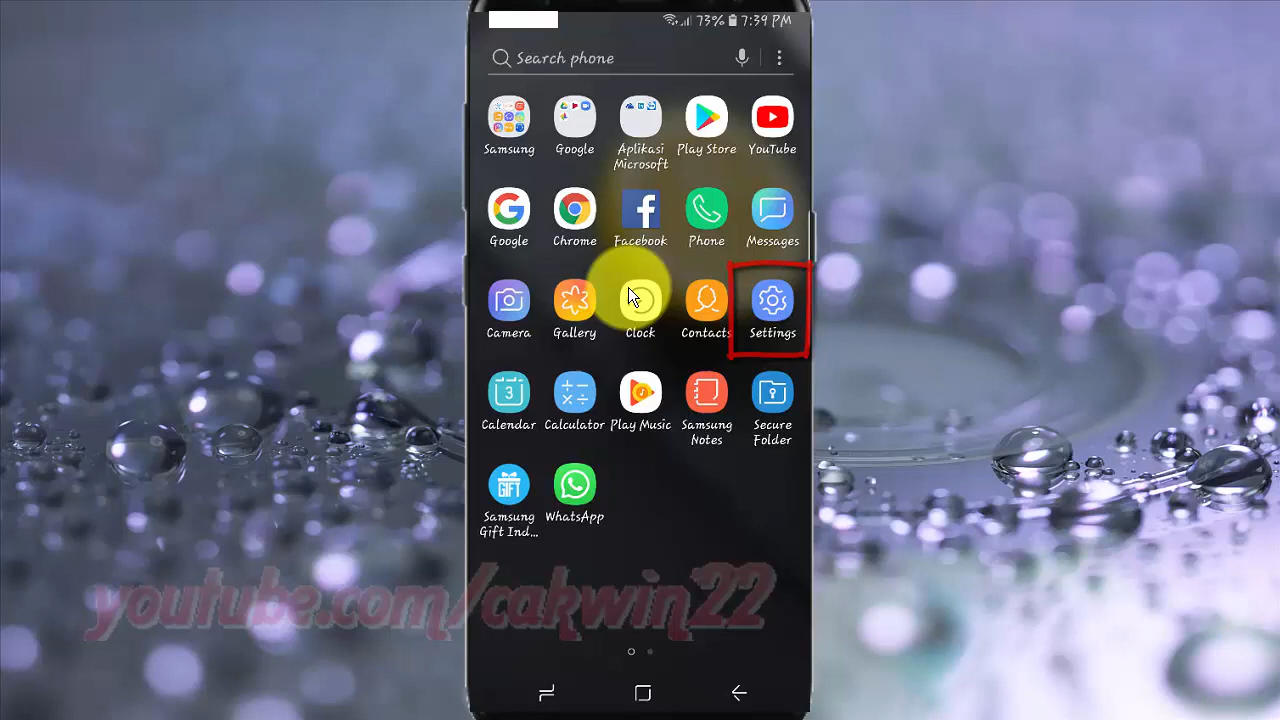 73% 7:39 PM
Search phone
Samsung Google Aplikasi Microsoft Play Store YouTube
Google Chrome Facebook Phone Messages
Camera Gallery Clock Contacts Settings
3
Calendar Calculator Play Music Samsung Notes Secure Folder
GIFT
Samsung Gift Ind... WhatsApp
youtube.com/cakwin22